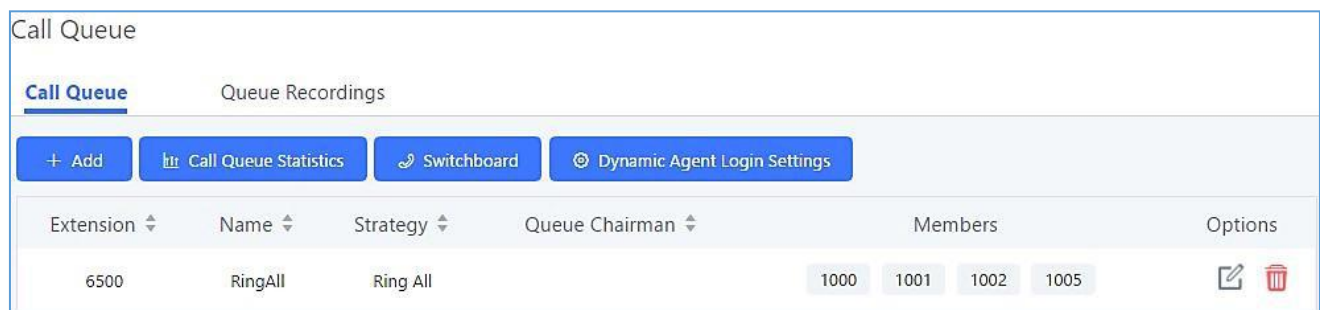 Call Queue
Call Queue Queue Recordings
+ Add Call Queue Statistics Switchboard Dynamic Agent Login Settings
Extension Name Strategy Queue Chairman Members Options
6500 RingAll Ring All 1000 1001 1002 1005